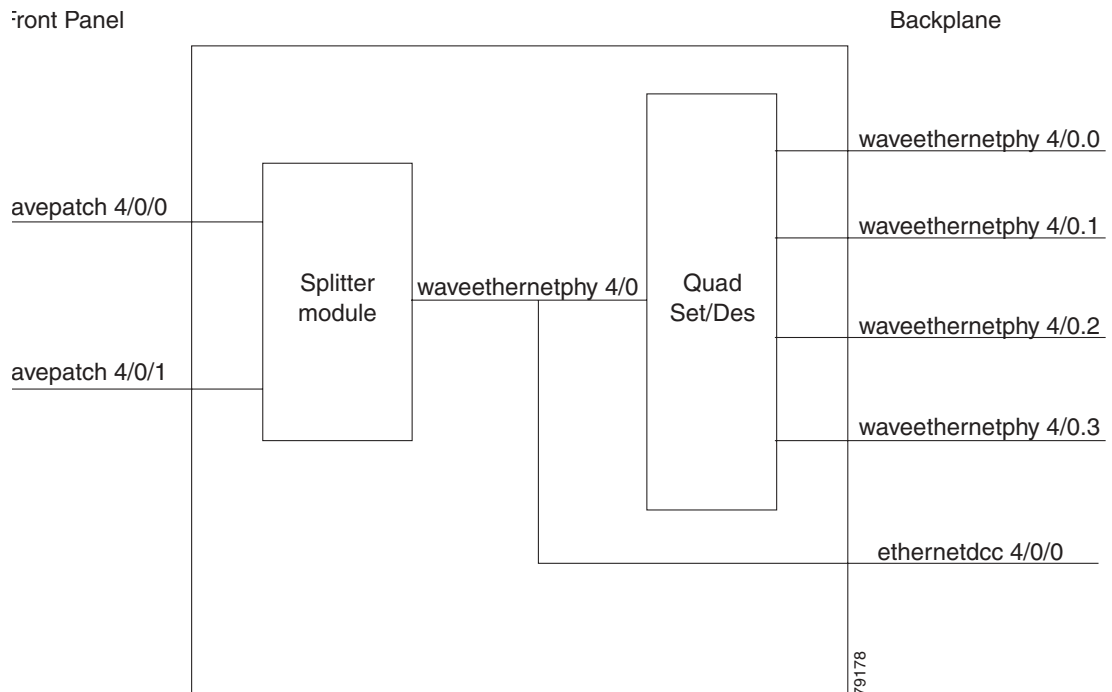 Front Panel
Backplane
waveethernetphy 4/0.0
avepatch 4/0/0
waveethernetphy 4/0.1
Splitter
module
waveethernetphy 4/0
Quad
Set/Des
waveethernetphy 4/0.2
avepatch 4/0/1
waveethernetphy 4/0.3
ethernetdcc 4/0/0
79178